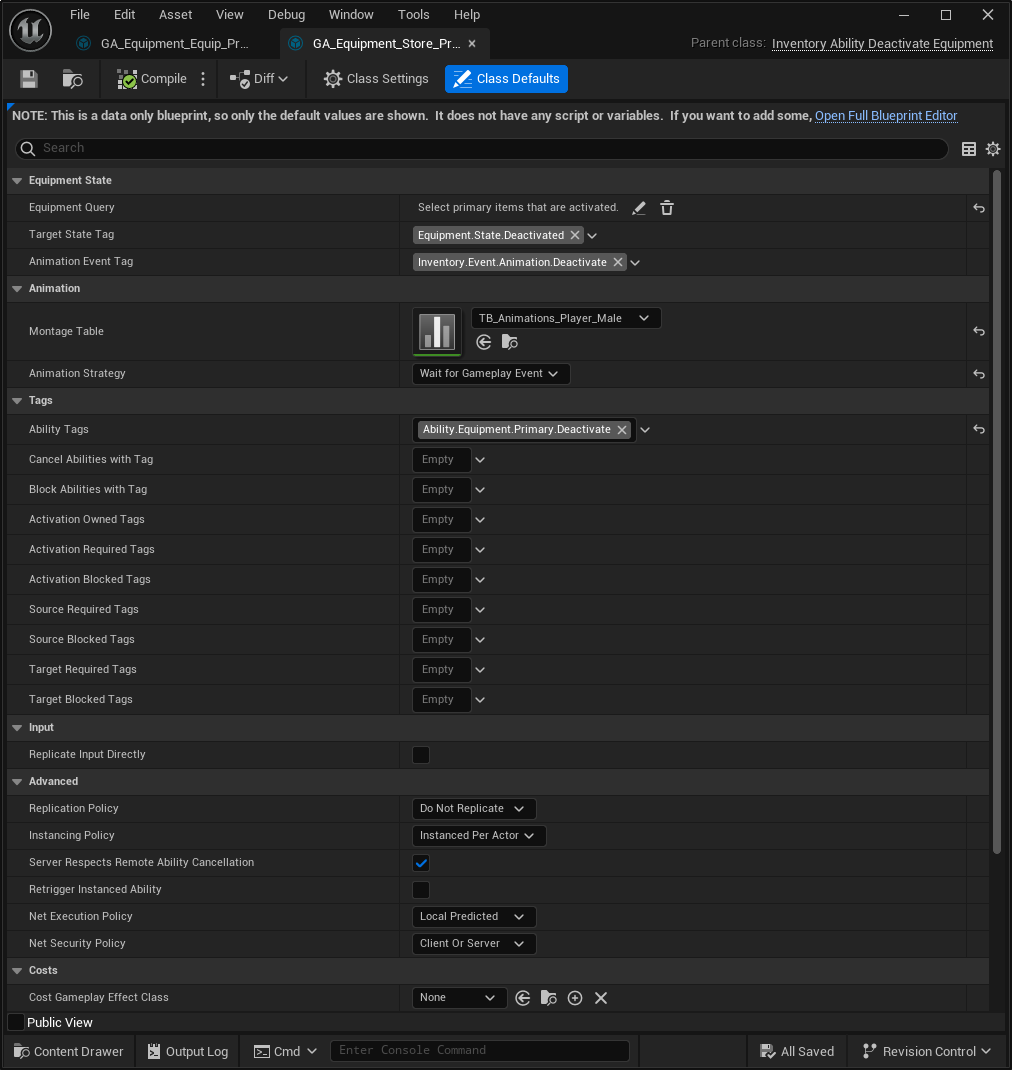 File Edit Asset View Debug Window Tools Help
GA_Equipment_Equip_Pr... GA_Equipment_Store_Pr... Parent class: Inventory Ability Deactivate Equipment
Compile Diff Class Settings Class Defaults
NOTE: This is a data only blueprint, so only the default values are shown. It does not have any script or variables. If you want to add some, Open Full Blueprint Editor
Search
Equipment State
Equipment Query Select primary items that are activated.
Target State Tag Equipment.State.Deactivated
Animation Event Tag Inventory.Event.Animation.Deactivate
Animation
Montage Table TB_Animations_Player_Male
Animation Strategy Wait for Gameplay Event
Tags
Ability Tags Ability.Equipment.Primary.Deactivate
Cancel Abilities with Tag Empty
Block Abilities with Tag Empty
Activation Owned Tags Empty
Activation Required Tags Empty
Activation Blocked Tags Empty
Source Required Tags Empty
Source Blocked Tags Empty
Target Required Tags Empty
Target Blocked Tags Empty
Input
Replicate Input Directly
Advanced
Replication Policy Do Not Replicate
Instancing Policy Instanced Per Actor
Server Respects Remote Ability Cancellation
Retrigger Instanced Ability
Net Execution Policy Local Predicted
Net Security Policy Client Or Server
Costs
Cost Gameplay Effect Class None
Public View
Content Drawer Output Log Cmd Enter Console Command All Saved Revision Control